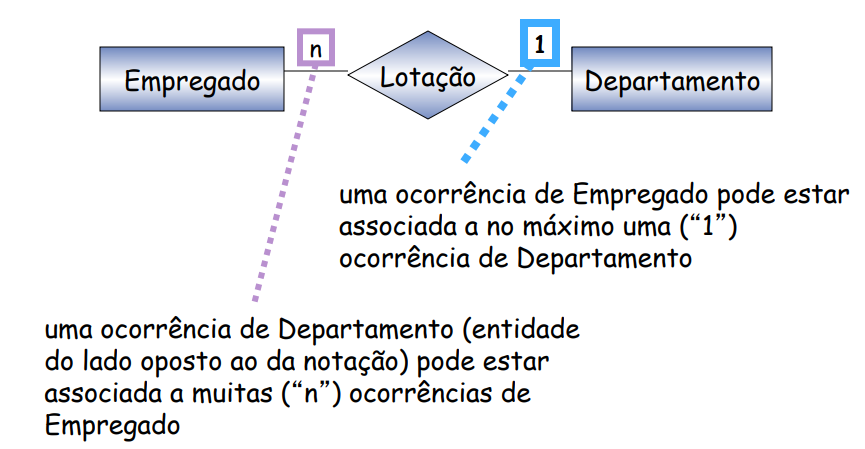 n
1
Empregado
Lotação
Departamento
uma ocorrência de Empregado pode estar
associada a no máximo uma (“1”)
ocorrência de Departamento
uma ocorrência de Departamento (entidade
do lado oposto ao da notação) pode estar
associada a muitas (“n”) ocorrências de
Empregado